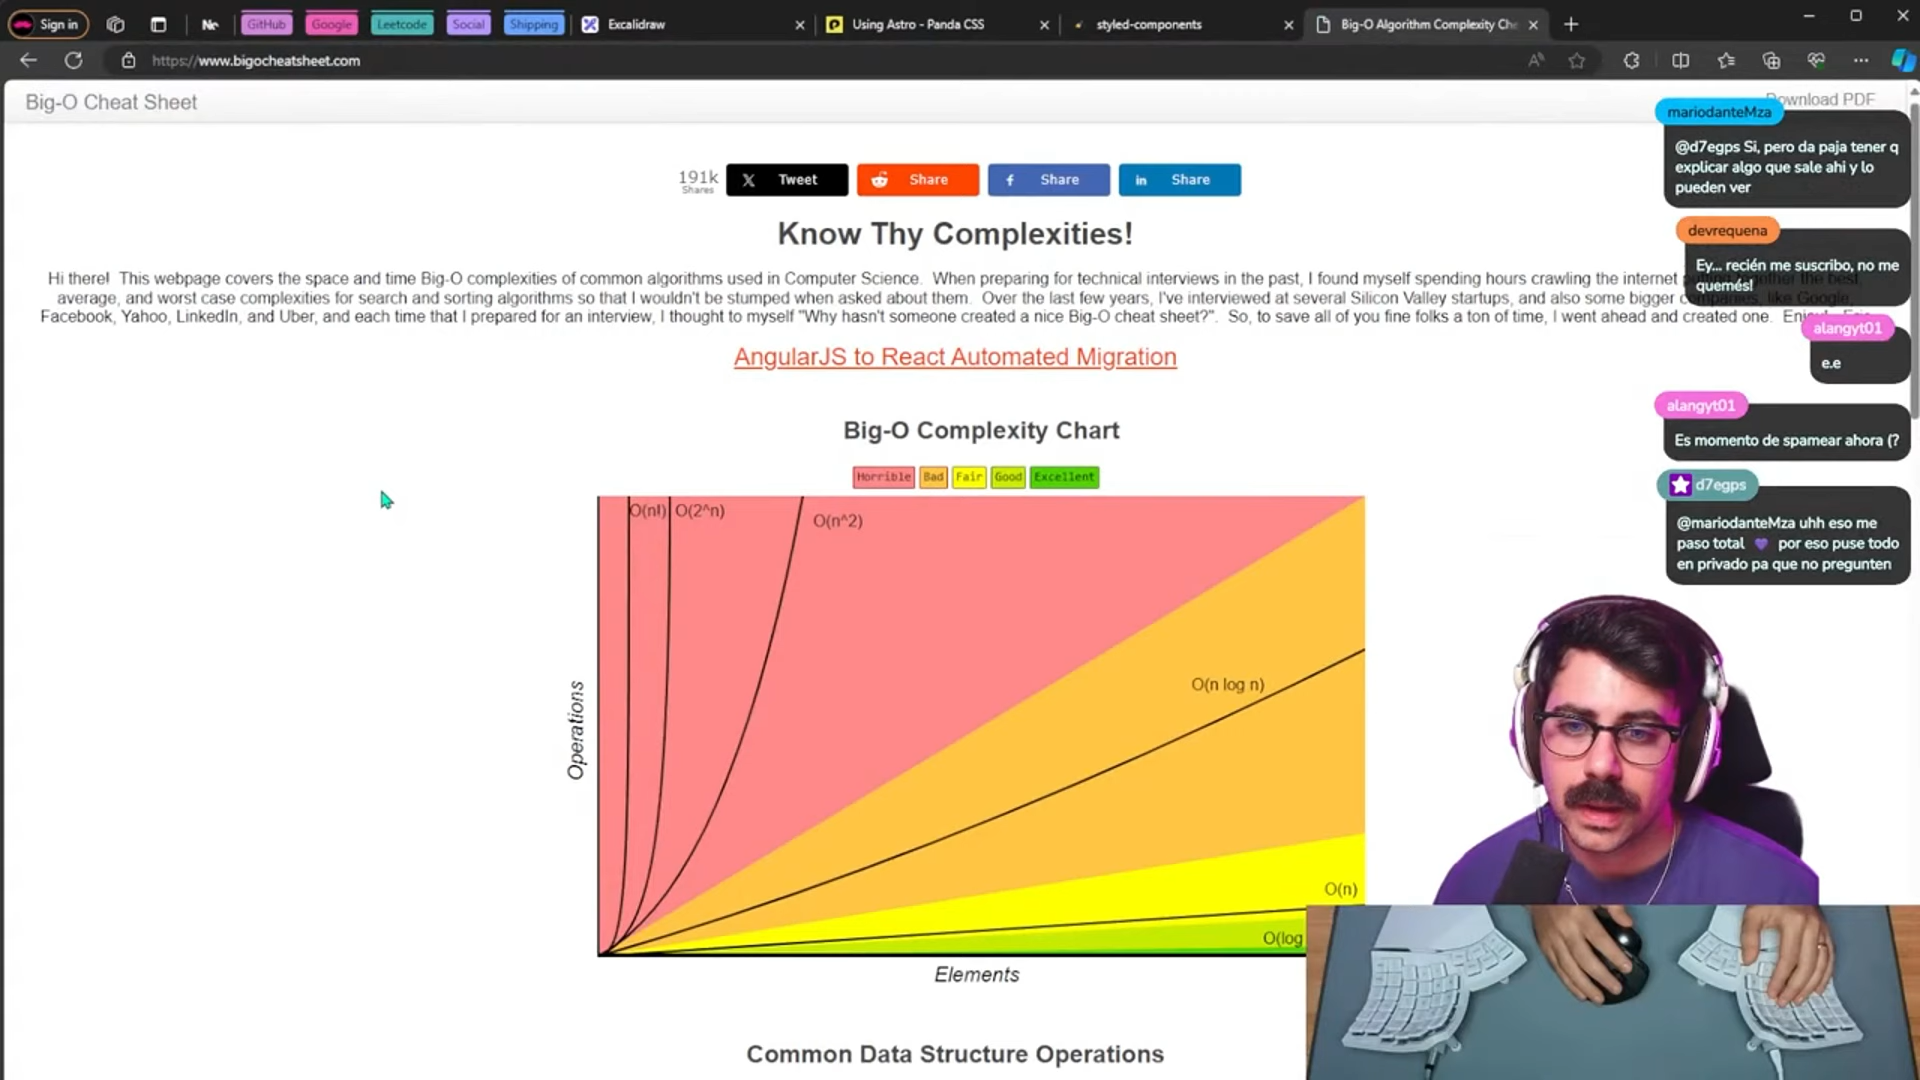 Sign in
GitHub
Google
Leetcode
Social
Shipping
Excalidraw
Using Astro - Panda CSS
styled-components
Big-O Algorithm Complexity Che
https://www.bigocheatsheet.com
Big-O Cheat Sheet
Download PDF
191k
Shares
Tweet
Share
Share
Share
Know Thy Complexities!
Hi there! This webpage covers the space and time Big-O complexities of common algorithms used in Computer Science. When preparing for technical interviews in the past, I found myself spending hours crawling the internet putting together the best,
average, and worst case complexities for search and sorting algorithms so that I wouldn't be stumped when asked about them. Over the last few years, I've interviewed at several Silicon Valley startups, and also some bigger companies, like Google,
Facebook, Yahoo, LinkedIn, and Uber, and each time that I prepared for an interview, I thought to myself "Why hasn't someone created a nice Big-O cheat sheet?". So, to save all of you fine folks a ton of time, I went ahead and created one.
AngularJS to React Automated Migration
Big-O Complexity Chart
Horrible
Bad
Fair
Good
Excellent
O(n!)
O(2^n)
O(n^2)
O(n log n)
O(n)
O(log
Operations
Elements
Common Data Structure Operations
mariodanteMza
@d7egps Si, pero da paja tener q
explicar algo que sale ahi y lo
pueden ver
devrequena
Ey... recién me suscribo, no me
quemés!
alangyt01
e.e
alangyt01
Es momento de spamear ahora (?
d7egps
@mariodanteMza uhh eso me
paso total 💜 por eso puse todo
en privado pa que no pregunten